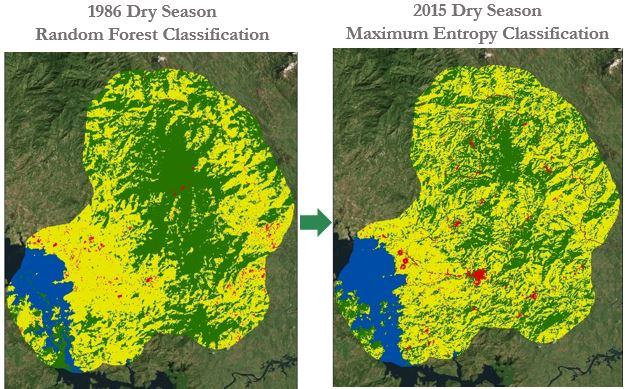 1986 Dry Season
Random Forest Classification
2015 Dry Season
Maximum Entropy Classification